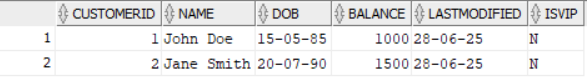 CUSTOMERID NAME DOB BALANCE LASTMODIFIED ISVIP
1 1 John Doe 15-05-85 1000 28-06-25 N
2 2 Jane Smith 20-07-90 1500 28-06-25 N